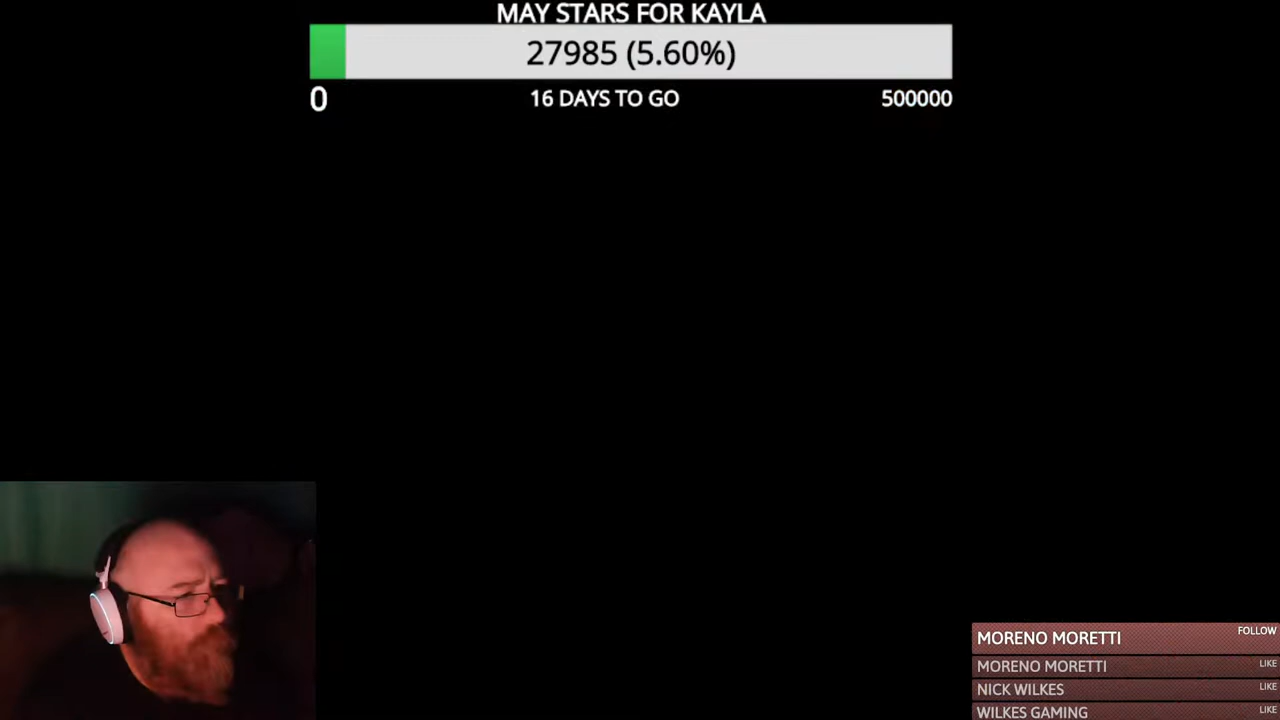 MAY STARS FOR KAYLA
27985 (5.60%)
0 16 DAYS TO GO 500000
MORENO MORETTI FOLLOW
MORENO MORETTI LIKE
NICK WILKES LIKE
WILKES GAMING LIKE